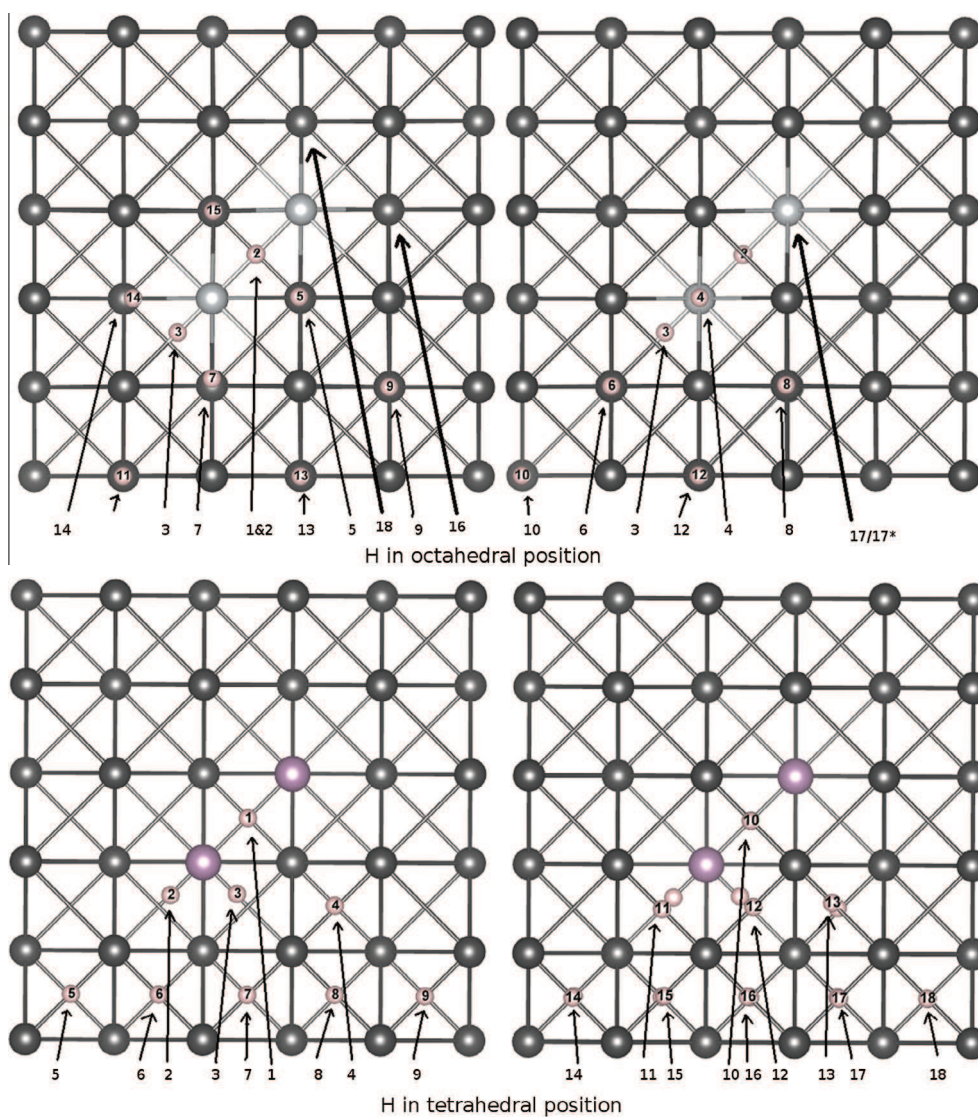 15
2
14 5 4
3 3
7 9 6 8
11 13 10 12
14 3 7 1&2 13 5 18 9 16 10 6 3 12 4 8 17/17*
H in octahedral position
1 10
2 3 4 11 12 13
5 6 7 8 9 14 15 16 17 18
5 6 2 3 7 1 8 4 9 14 11 15 10 16 12 13 17 18
H in tetrahedral position